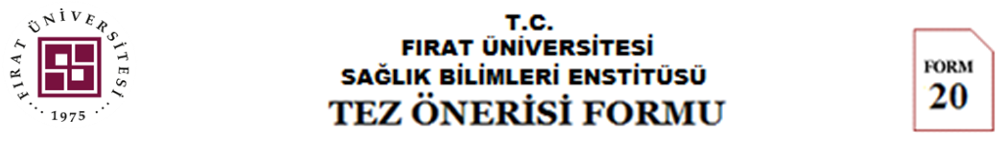 FIRAT ÜNİVERSİTESİ
1975
T.C.
FIRAT ÜNİVERSİTESİ
SAĞLIK BİLİMLERİ ENSTİTÜSÜ
TEZ ÖNERİSİ FORMU
FORM
20